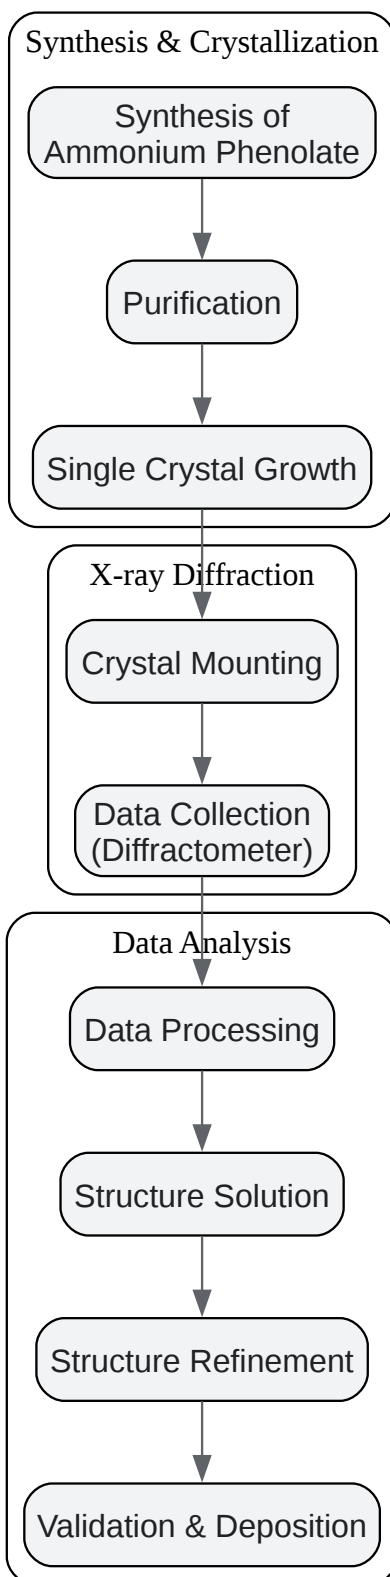 Synthesis & Crystallization
Synthesis of
Ammonium Phenolate
Purification
Single Crystal Growth
X-ray Diffraction
Crystal Mounting
Data Collection
(Diffractometer)
Data Analysis
Data Processing
Structure Solution
Structure Refinement
Validation & Deposition